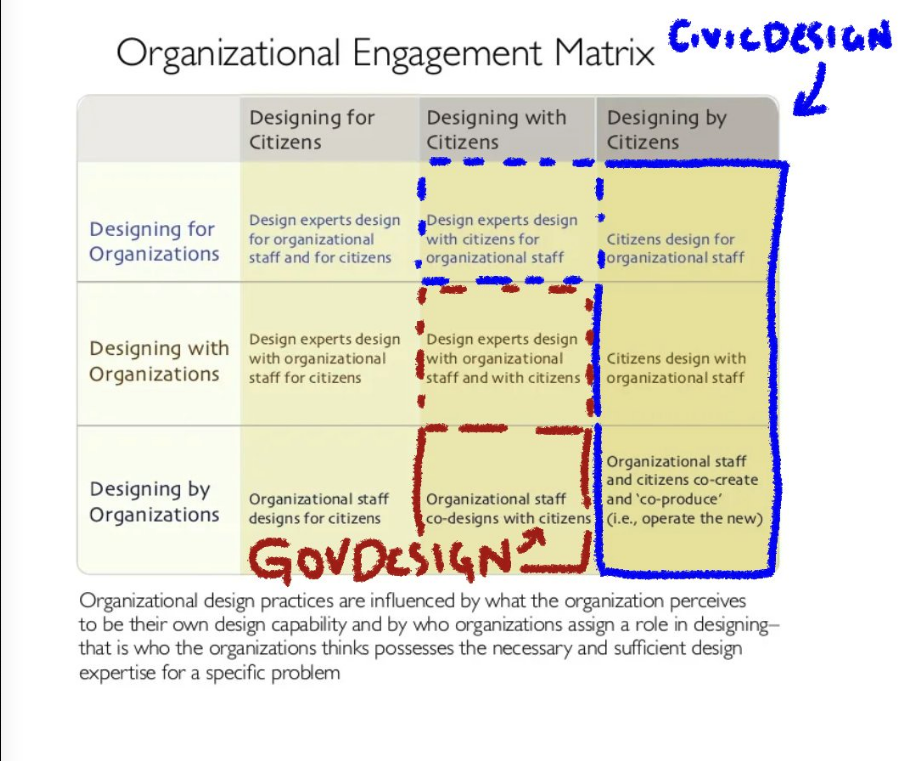 Organizational Engagement Matrix
CIVICDESIGN
Designing for
Citizens
Designing with
Citizens
Designing by
Citizens
Designing for
Organizations
Design experts design
for organizational
staff and for citizens
Design experts design
with citizens for
organizational staff
Citizens design for
organizational staff
Designing with
Organizations
Design experts design
with organizational
staff for citizens
Design experts design
with organizational
staff and with citizens
Citizens design with
organizational staff
Designing by
Organizations
Organizational staff
designs for citizens
Organizational staff
co-designs with citizens
Organizational staff
and citizens co-create
and ‘co-produce’
(i.e., operate the new)
GOVDESIGN
Organizational design practices are influenced by what the organization perceives
to be their own design capability and by who organizations assign a role in designing–
that is who the organizations thinks possesses the necessary and sufficient design
expertise for a specific problem